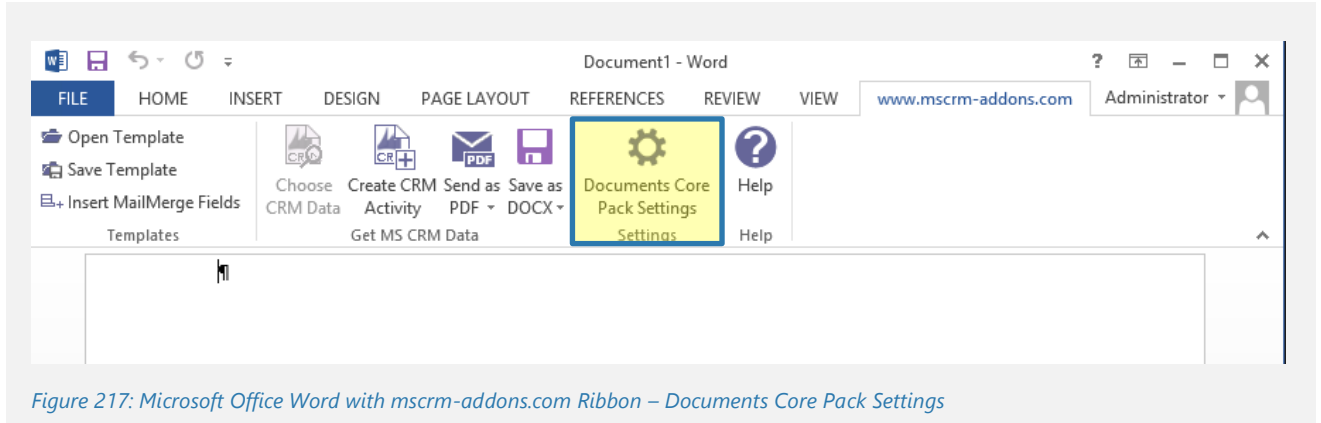 Document1 - Word
?
FILE HOME INSERT DESIGN PAGE LAYOUT REFERENCES REVIEW VIEW www.mscrm-addons.com Administrator
Open Template
Save Template
Insert MailMerge Fields
Templates
Choose
CRM Data
CR
Create CRM
Activity
PDF
Send as
PDF
Save as
DOCX
Get MS CRM Data
Documents Core
Pack Settings
Settings
?
Help
Help
¶
Figure 217: Microsoft Office Word with mscrm-addons.com Ribbon – Documents Core Pack Settings